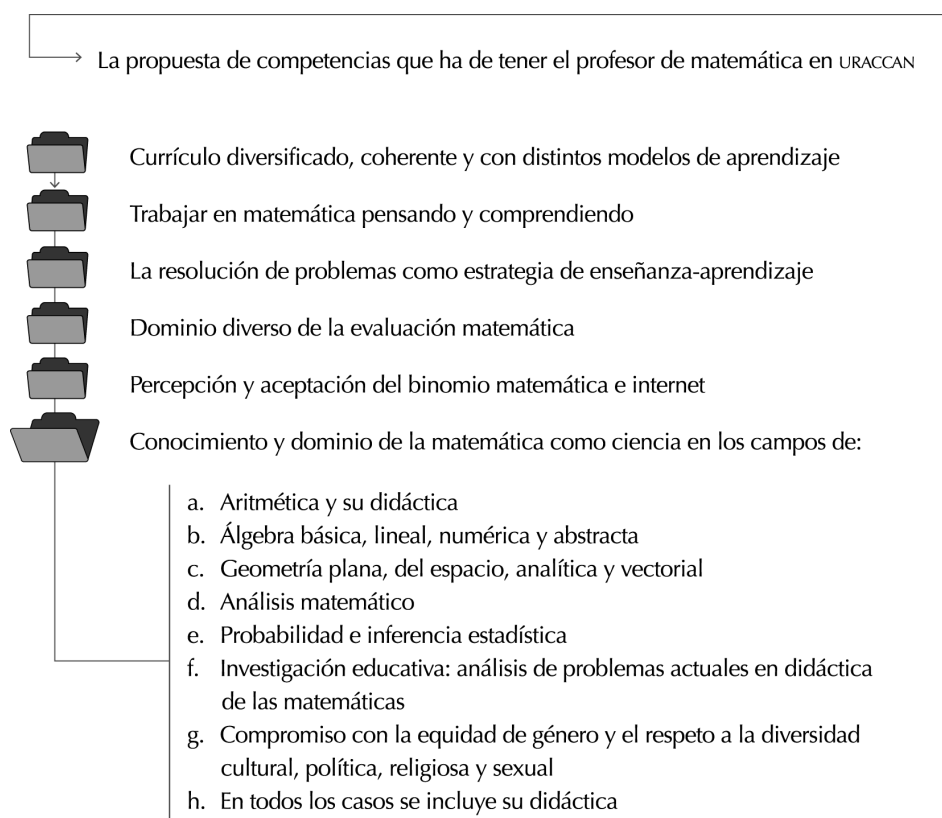 La propuesta de competencias que ha de tener el profesor de matemática en URACCAN
Currículo diversificado, coherente y con distintos modelos de aprendizaje
Trabajar en matemática pensando y comprendiendo
La resolución de problemas como estrategia de enseñanza-aprendizaje
Dominio diverso de la evaluación matemática
Percepción y aceptación del binomio matemática e internet
Conocimiento y dominio de la matemática como ciencia en los campos de:
a. Aritmética y su didáctica
b. Álgebra básica, lineal, numérica y abstracta
c. Geometría plana, del espacio, analítica y vectorial
d. Análisis matemático
e. Probabilidad e inferencia estadística
f. Investigación educativa: análisis de problemas actuales en didáctica
de las matemáticas
g. Compromiso con la equidad de género y el respeto a la diversidad
cultural, política, religiosa y sexual
h. En todos los casos se incluye su didáctica